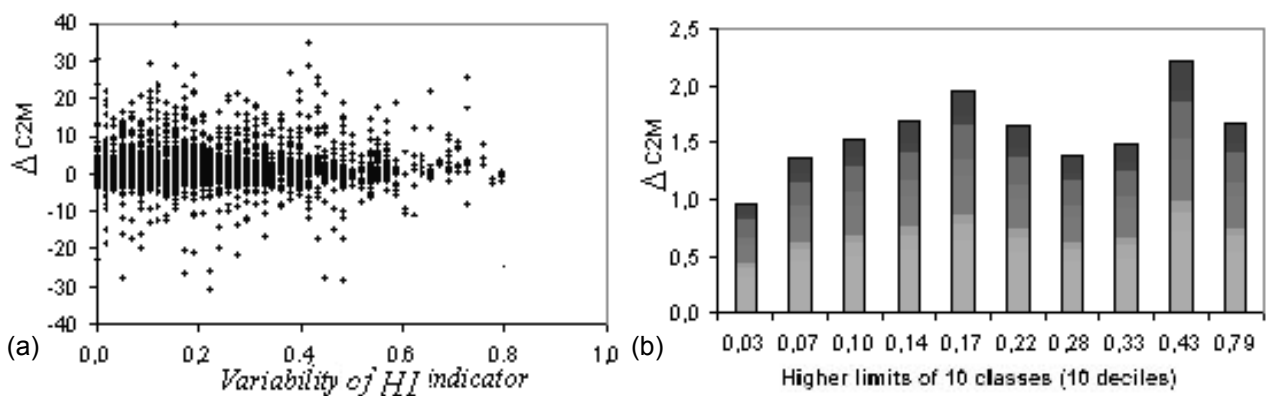 40
30
20
10
0
-10
-20
-30
-40
Δ C2M
0,0 0,2 0,4 0,6 0,8 1,0
Variability of HI indicator
(a)
2,5
2,0
1,5
1,0
0,5
0,0
Δ C2M
0,03 0,07 0,10 0,14 0,17 0,22 0,28 0,33 0,43 0,79
Higher limits of 10 classes (10 deciles)
(b)